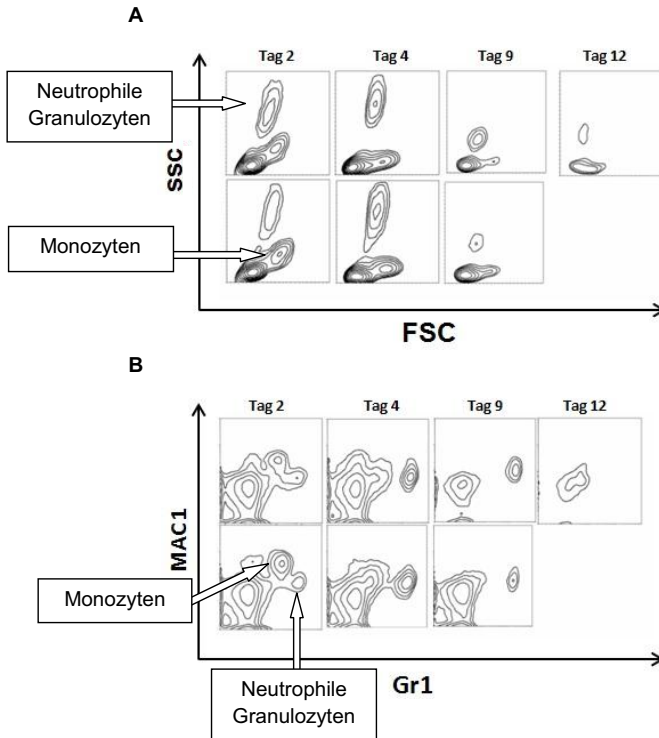 A
Tag 2 Tag 4 Tag 9 Tag 12
Neutrophile
Granulozyten
SSC
Monozyten
FSC
B
Tag 2 Tag 4 Tag 9 Tag 12
MAC1
Monozyten
Neutrophile
Granulozyten
Gr1